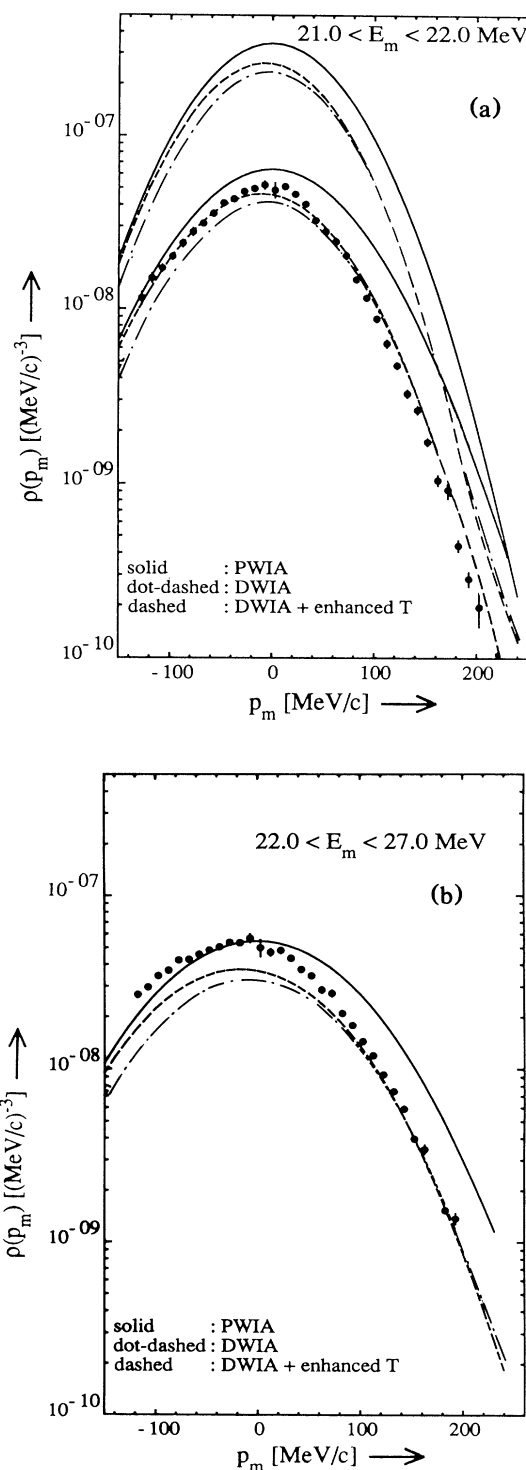 21.0 < E_m < 22.0 MeV
(a)
10^-07
10^-08
10^-09
10^-10
ρ(p_m) [(MeV/c)^-3]
solid : PWIA
dot-dashed : DWIA
dashed : DWIA + enhanced T
-100 0 100 200
p_m [MeV/c]
22.0 < E_m < 27.0 MeV
(b)
10^-07
10^-08
10^-09
10^-10
ρ(p_m) [(MeV/c)^-3]
solid : PWIA
dot-dashed : DWIA
dashed : DWIA + enhanced T
-100 0 100 200
p_m [MeV/c]